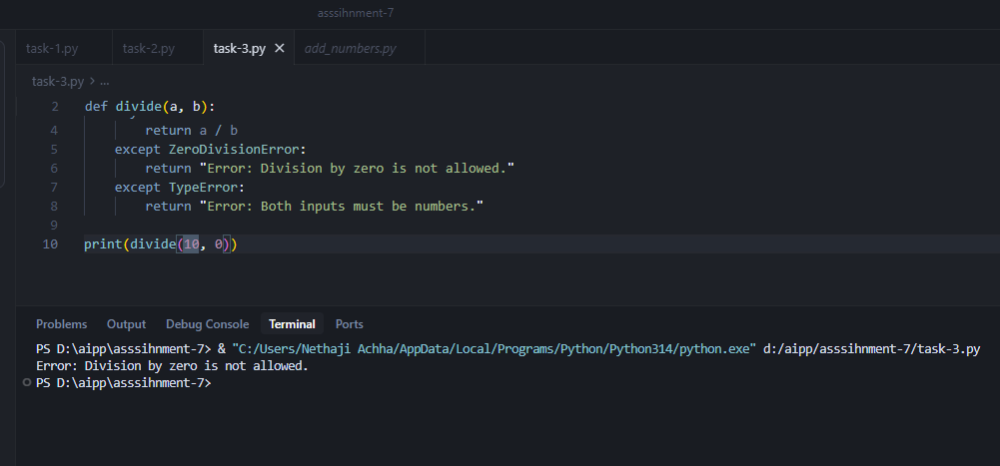 asssihnment-7
task-1.py task-2.py task-3.py add_numbers.py
task-3.py > ...
2 def divide(a, b):
4 return a / b
5 except ZeroDivisionError:
6 return "Error: Division by zero is not allowed."
7 except TypeError:
8 return "Error: Both inputs must be numbers."
9
10 print(divide(10, 0))
Problems Output Debug Console Terminal Ports
PS D:\aipp\asssihnment-7> & "C:/Users/Nethaji Achha/AppData/Local/Programs/Python/Python314/python.exe" d:/aipp/asssihnment-7/task-3.py
Error: Division by zero is not allowed.
PS D:\aipp\asssihnment-7>